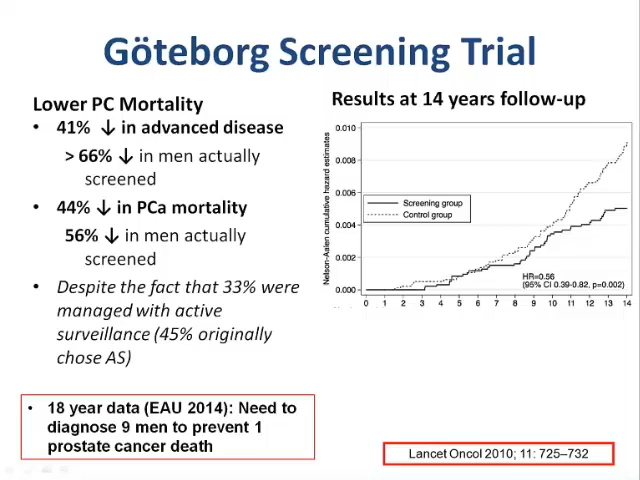 Göteborg Screening Trial
Lower PC Mortality
• 41% ↓ in advanced disease
> 66% ↓ in men actually
screened
• 44% ↓ in PCa mortality
56% ↓ in men actually
screened
• Despite the fact that 33% were
managed with active
surveillance (45% originally
chose AS)
• 18 year data (EAU 2014): Need to
diagnose 9 men to prevent 1
prostate cancer death
Results at 14 years follow-up
Nelson-Aalen cumulative hazard estimates
0.010
0.008
0.006
0.004
0.002
0.000
Screening group
Control group
HR=0.56
(95% CI 0.39-0.82, p=0.002)
0 1 2 3 4 5 6 7 8 9 10 11 12 13 14
Lancet Oncol 2010; 11: 725–732